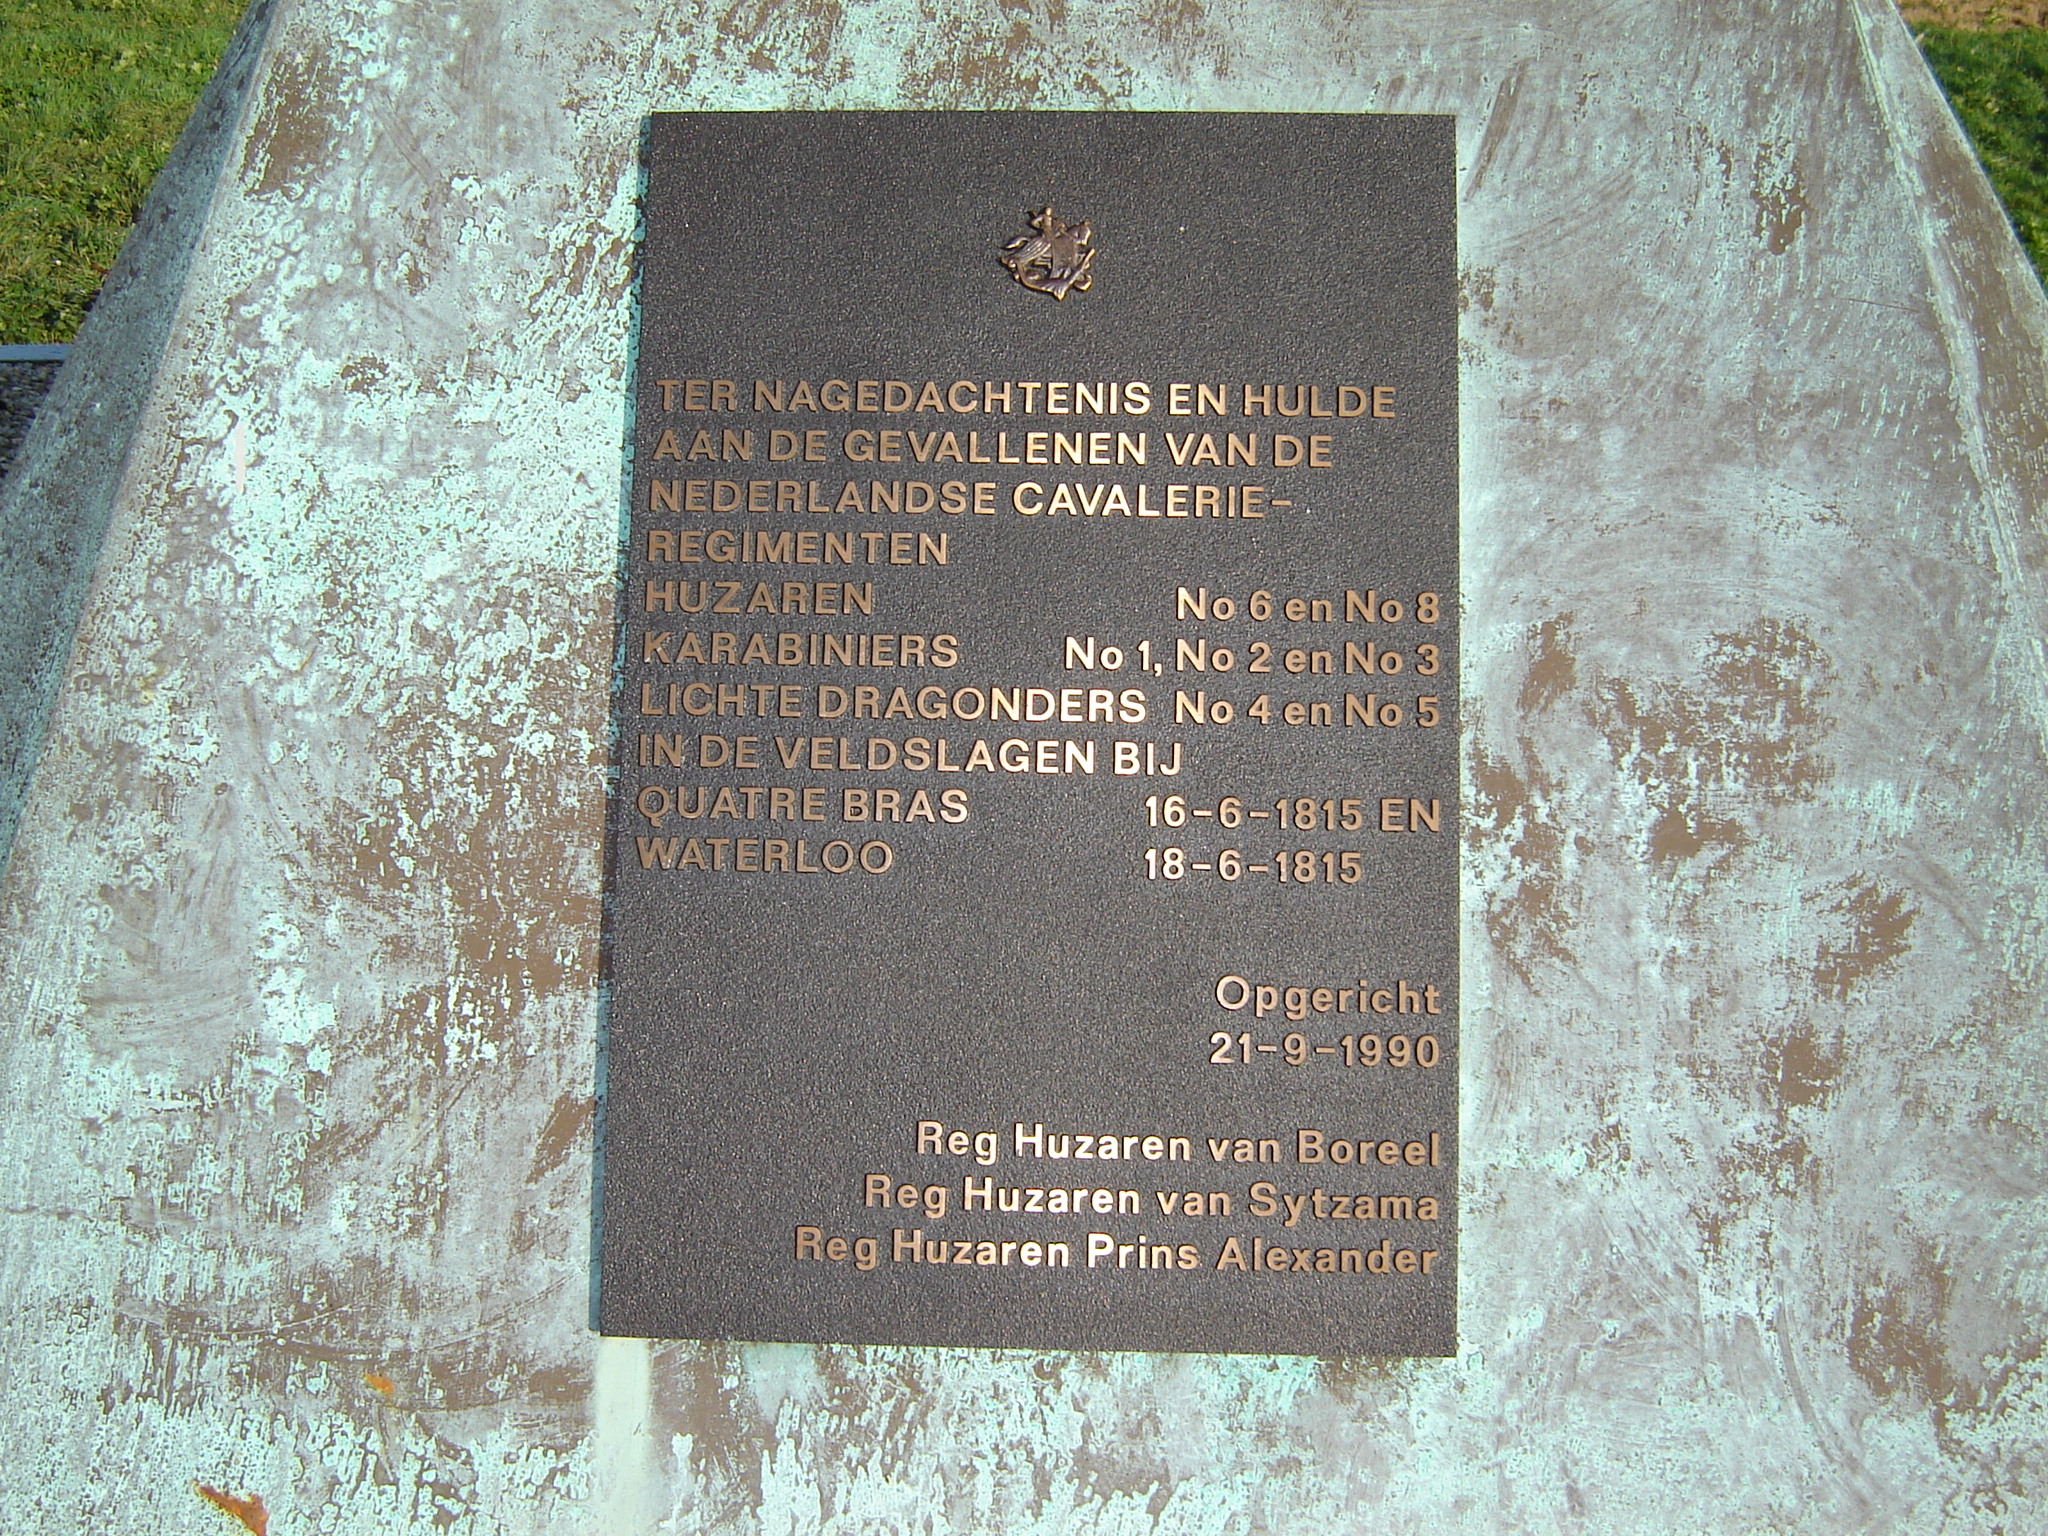 TER NAGEDACHTENIS EN HULDE
AAN DE GEVALLENEN VAN DE
NEDERLANDSE CAVALERIE-
REGIMENTEN
HUZAREN No 6 en No 8
KARABINIERS No 1, No 2 en No 3
LICHTE DRAGONDERS No 4 en No 5
IN DE VELDSLAGEN BIJ
QUATRE BRAS 16-6-1815 EN
WATERLOO 18-6-1815
Opgericht
21-9-1990
Reg Huzaren van Boreel
Reg Huzaren van Sytzama
Reg Huzaren Prins Alexander